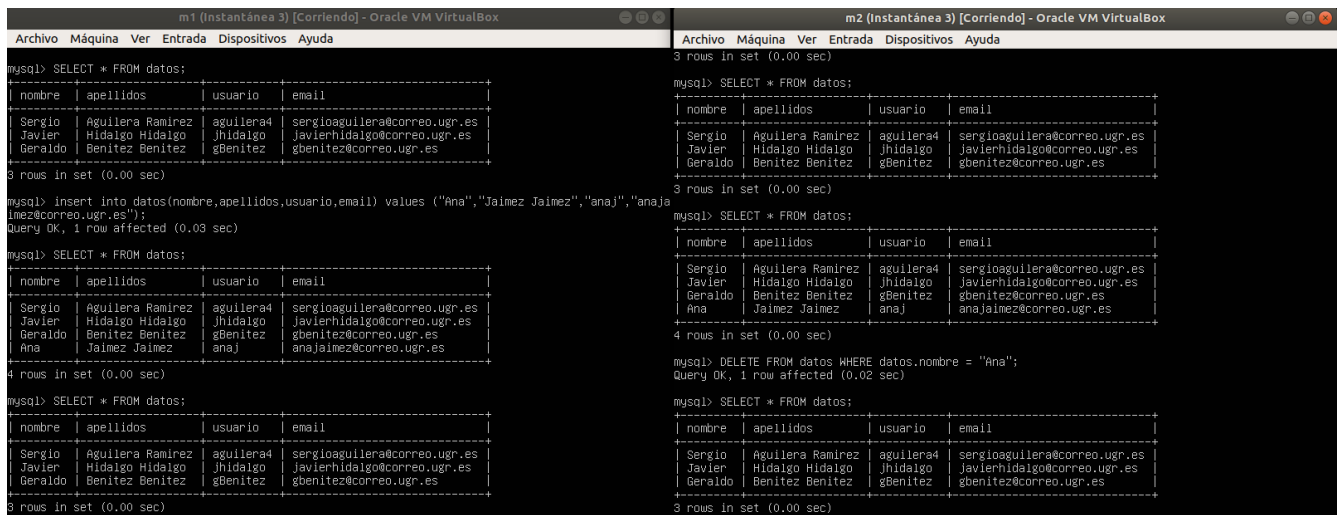 m1 (Instantánea 3) [Corriendo] - Oracle VM VirtualBox
Archivo Máquina Ver Entrada Dispositivos Ayuda
mysql> SELECT * FROM datos;
+----------+-----------------+-----------+-----------------------------+
| nombre | apellidos | usuario | email |
+----------+-----------------+-----------+-----------------------------+
| Sergio | Aguilera Ramirez | aguilera4 | sergioaguilera@correo.ugr.es |
| Javier | Hidalgo Hidalgo | jhidalgo | javierhidalgo@correo.ugr.es |
| Geraldo | Benitez Benitez | gBenitez | gbenitez@correo.ugr.es |
+----------+-----------------+-----------+-----------------------------+
3 rows in set (0.00 sec)
mysql> insert into datos(nombre,apellidos,usuario,email) values ("Ana","Jaimez Jaimez","anaj","anaja
imez@correo.ugr.es");
Query OK, 1 row affected (0.03 sec)
mysql> SELECT * FROM datos;
+----------+-----------------+-----------+-----------------------------+
| nombre | apellidos | usuario | email |
+----------+-----------------+-----------+-----------------------------+
| Sergio | Aguilera Ramirez | aguilera4 | sergioaguilera@correo.ugr.es |
| Javier | Hidalgo Hidalgo | jhidalgo | javierhidalgo@correo.ugr.es |
| Geraldo | Benitez Benitez | gBenitez | gbenitez@correo.ugr.es |
| Ana | Jaimez Jaimez | anaj | anajaimez@correo.ugr.es |
+----------+-----------------+-----------+-----------------------------+
4 rows in set (0.00 sec)
mysql> SELECT * FROM datos;
+----------+-----------------+-----------+-----------------------------+
| nombre | apellidos | usuario | email |
+----------+-----------------+-----------+-----------------------------+
| Sergio | Aguilera Ramirez | aguilera4 | sergioaguilera@correo.ugr.es |
| Javier | Hidalgo Hidalgo | jhidalgo | javierhidalgo@correo.ugr.es |
| Geraldo | Benitez Benitez | gBenitez | gbenitez@correo.ugr.es |
+----------+-----------------+-----------+-----------------------------+
3 rows in set (0.00 sec)
m2 (Instantánea 3) [Corriendo] - Oracle VM VirtualBox
Archivo Máquina Ver Entrada Dispositivos Ayuda
3 rows in set (0.00 sec)
mysql> SELECT * FROM datos;
+----------+-----------------+-----------+-----------------------------+
| nombre | apellidos | usuario | email |
+----------+-----------------+-----------+-----------------------------+
| Sergio | Aguilera Ramirez | aguilera4 | sergioaguilera@correo.ugr.es |
| Javier | Hidalgo Hidalgo | jhidalgo | javierhidalgo@correo.ugr.es |
| Geraldo | Benitez Benitez | gBenitez | gbenitez@correo.ugr.es |
+----------+-----------------+-----------+-----------------------------+
3 rows in set (0.00 sec)
mysql> SELECT * FROM datos;
+----------+-----------------+-----------+-----------------------------+
| nombre | apellidos | usuario | email |
+----------+-----------------+-----------+-----------------------------+
| Sergio | Aguilera Ramirez | aguilera4 | sergioaguilera@correo.ugr.es |
| Javier | Hidalgo Hidalgo | jhidalgo | javierhidalgo@correo.ugr.es |
| Geraldo | Benitez Benitez | gBenitez | gbenitez@correo.ugr.es |
| Ana | Jaimez Jaimez | anaj | anajaimez@correo.ugr.es |
+----------+-----------------+-----------+-----------------------------+
4 rows in set (0.00 sec)
mysql> DELETE FROM datos WHERE datos.nombre = "Ana";
Query OK, 1 row affected (0.02 sec)
mysql> SELECT * FROM datos;
+----------+-----------------+-----------+-----------------------------+
| nombre | apellidos | usuario | email |
+----------+-----------------+-----------+-----------------------------+
| Sergio | Aguilera Ramirez | aguilera4 | sergioaguilera@correo.ugr.es |
| Javier | Hidalgo Hidalgo | jhidalgo | javierhidalgo@correo.ugr.es |
| Geraldo | Benitez Benitez | gBenitez | gbenitez@correo.ugr.es |
+----------+-----------------+-----------+-----------------------------+
3 rows in set (0.00 sec)